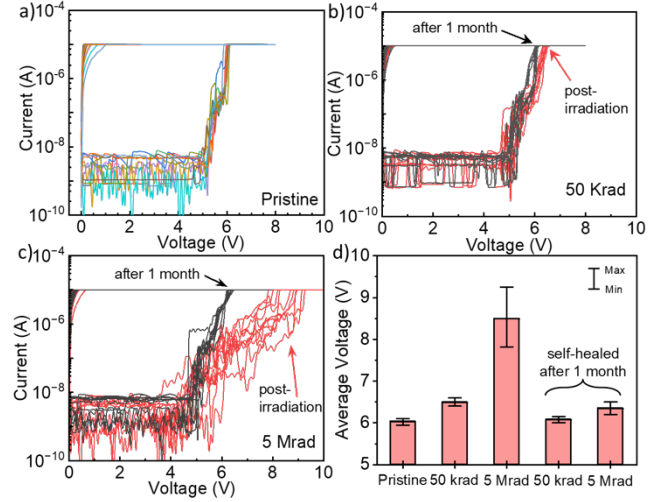 a)
10⁻⁴
10⁻⁶
10⁻⁸
10⁻¹⁰
Current (A)
0 2 4 6 8 10
Voltage (V)
Pristine
b)
10⁻⁴
10⁻⁶
10⁻⁸
10⁻¹⁰
Current (A)
0 2 4 6 8 10
Voltage (V)
after 1 month
post-
irradiation
50 Krad
c)
10⁻⁴
10⁻⁶
10⁻⁸
10⁻¹⁰
Current (A)
0 2 4 6 8 10
Voltage (V)
after 1 month
post-
irradiation
5 Mrad
d)
10
9
8
7
6
5
Average Voltage (V)
Max
Min
self-healed
after 1 month
Pristine 50 krad 5 Mrad 50 krad 5 Mrad